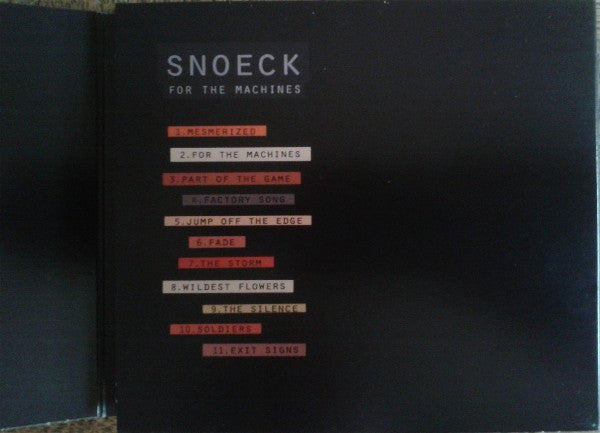 SNOECK
FOR THE MACHINES
1.MESMERIZED
2.FOR THE MACHINES
3.PART OF THE GAME
4.FACTORY SONG
5.JUMP OFF THE EDGE
6.FADE
7.THE STORM
8.WILDEST FLOWERS
9.THE SILENCE
10.SOLDIERS
11.EXIT SIGNS